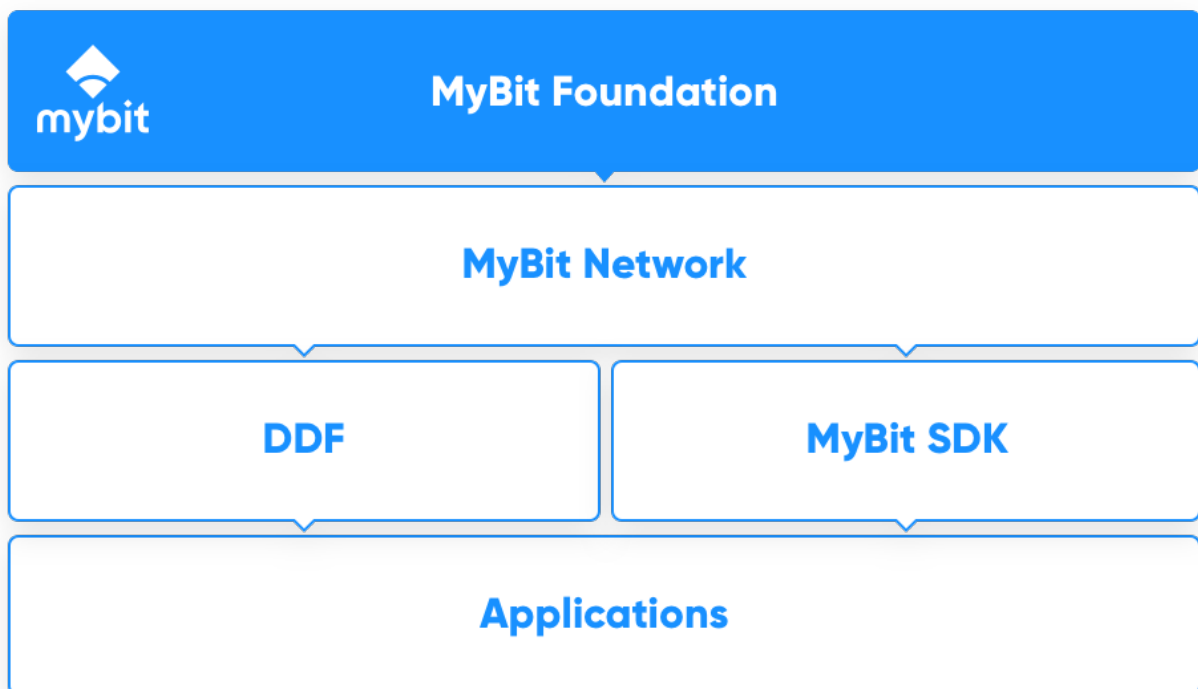 mybit
MyBit Foundation
MyBit Network
DDF
MyBit SDK
Applications